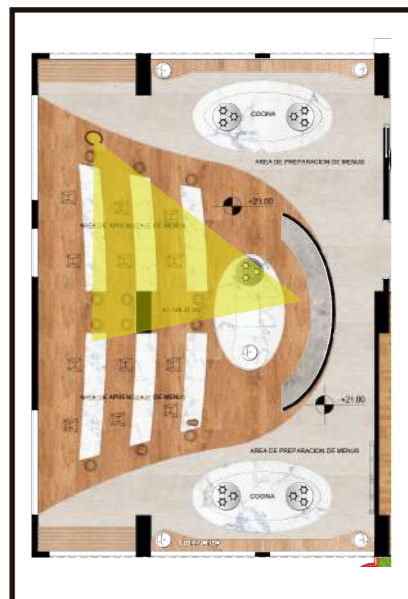 COCINA
AREA DE PREPARACION DE MENUS
+21.00
AREA DE APRENDIZAJE DE MENUS
AREA DE APRENDIZAJE DE MENUS
+21.00
AREA DE PREPARACION DE MENUS
COCINA